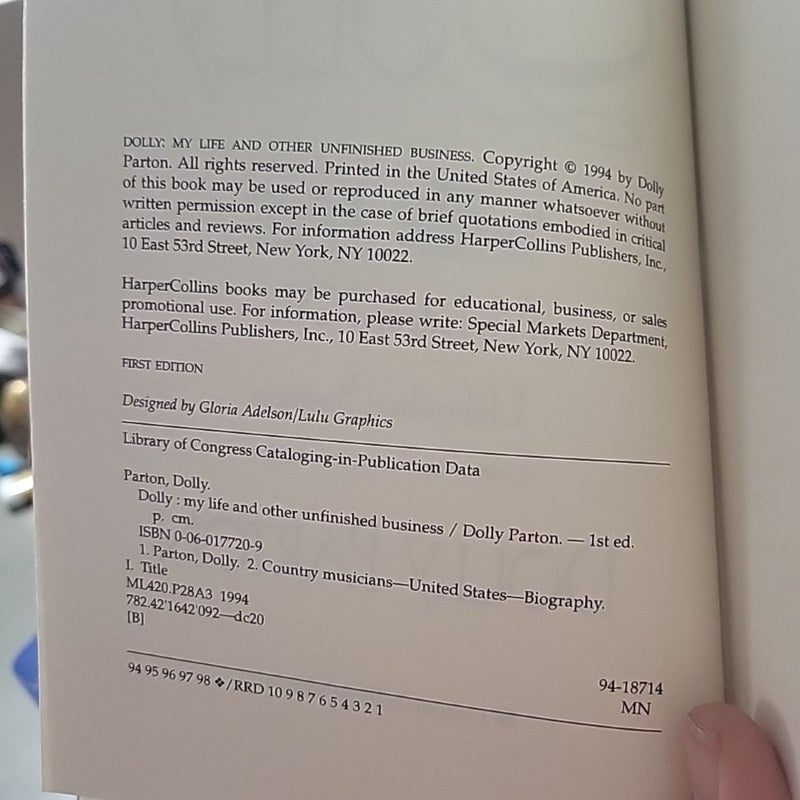 DOLLY: MY LIFE AND OTHER UNFINISHED BUSINESS. Copyright © 1994 by Dolly
Parton. All rights reserved. Printed in the United States of America. No part
of this book may be used or reproduced in any manner whatsoever without
written permission except in the case of brief quotations embodied in critical
articles and reviews. For information address HarperCollins Publishers, Inc.,
10 East 53rd Street, New York, NY 10022.
HarperCollins books may be purchased for educational, business, or sales
promotional use. For information, please write: Special Markets Department,
HarperCollins Publishers, Inc., 10 East 53rd Street, New York, NY 10022.
FIRST EDITION
Designed by Gloria Adelson/Lulu Graphics
Library of Congress Cataloging-in-Publication Data
Parton, Dolly.
Dolly : my life and other unfinished business / Dolly Parton. — 1st ed.
p. cm.
ISBN 0-06-017720-9
1. Parton, Dolly. 2. Country musicians—United States—Biography.
I. Title
ML420.P28A3 1994
782.42'1642'092—dc20
[B]
94-18714
MN
94 95 96 97 98 ❖/RRD 10 9 8 7 6 5 4 3 2 1